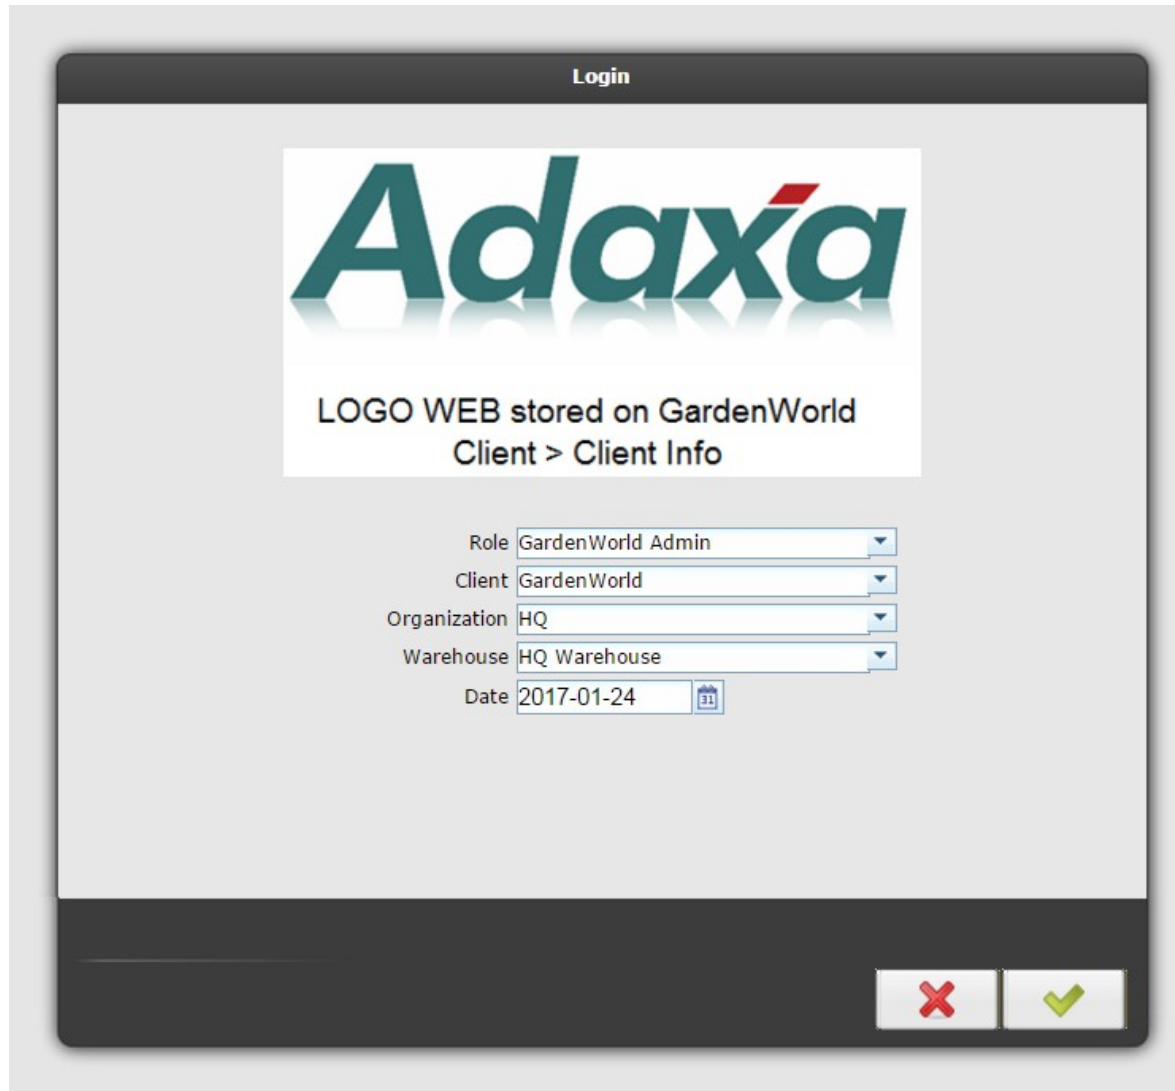 Login
Adaxa
LOGO WEB stored on GardenWorld
Client > Client Info
Role GardenWorld Admin
Client GardenWorld
Organization HQ
Warehouse HQ Warehouse
Date 2017-01-24 31